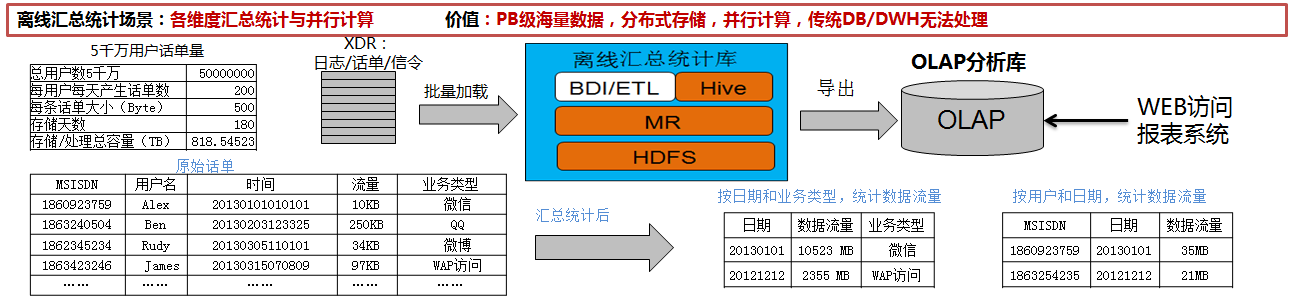 离线汇总统计场景：各维度汇总统计与并行计算 价值：PB级海量数据，分布式存储，并行计算，传统DB/DWH无法处理
5千万用户话单量
总用户数5千万 50000000
每用户每天产生话单数 200
每条话单大小（Byte） 500
存储天数 180
存储/处理总容量（TB） 818.54523
XDR：
日志/话单/信令
批量加载
离线汇总统计库
BDI/ETL Hive
MR
HDFS
导出
OLAP分析库
OLAP
WEB访问
报表系统
原始话单
MSISDN 用户名 时间 流量 业务类型
1860923759 Alex 20130101010101 10KB 微信
1863240504 Ben 20130203123325 250KB QQ
1862345234 Rudy 20130305110101 34KB 微博
1863423246 James 20130315070809 97KB WAP访问
…… …… …… …… ……
汇总统计后
按日期和业务类型，统计数据流量
日期 数据流量 业务类型
20130101 10523 MB 微信
20121212 2355 MB WAP访问
按用户和日期，统计数据流量
MSISDN 日期 数据流量
1860923759 20130101 35MB
1863254235 20121212 21MB